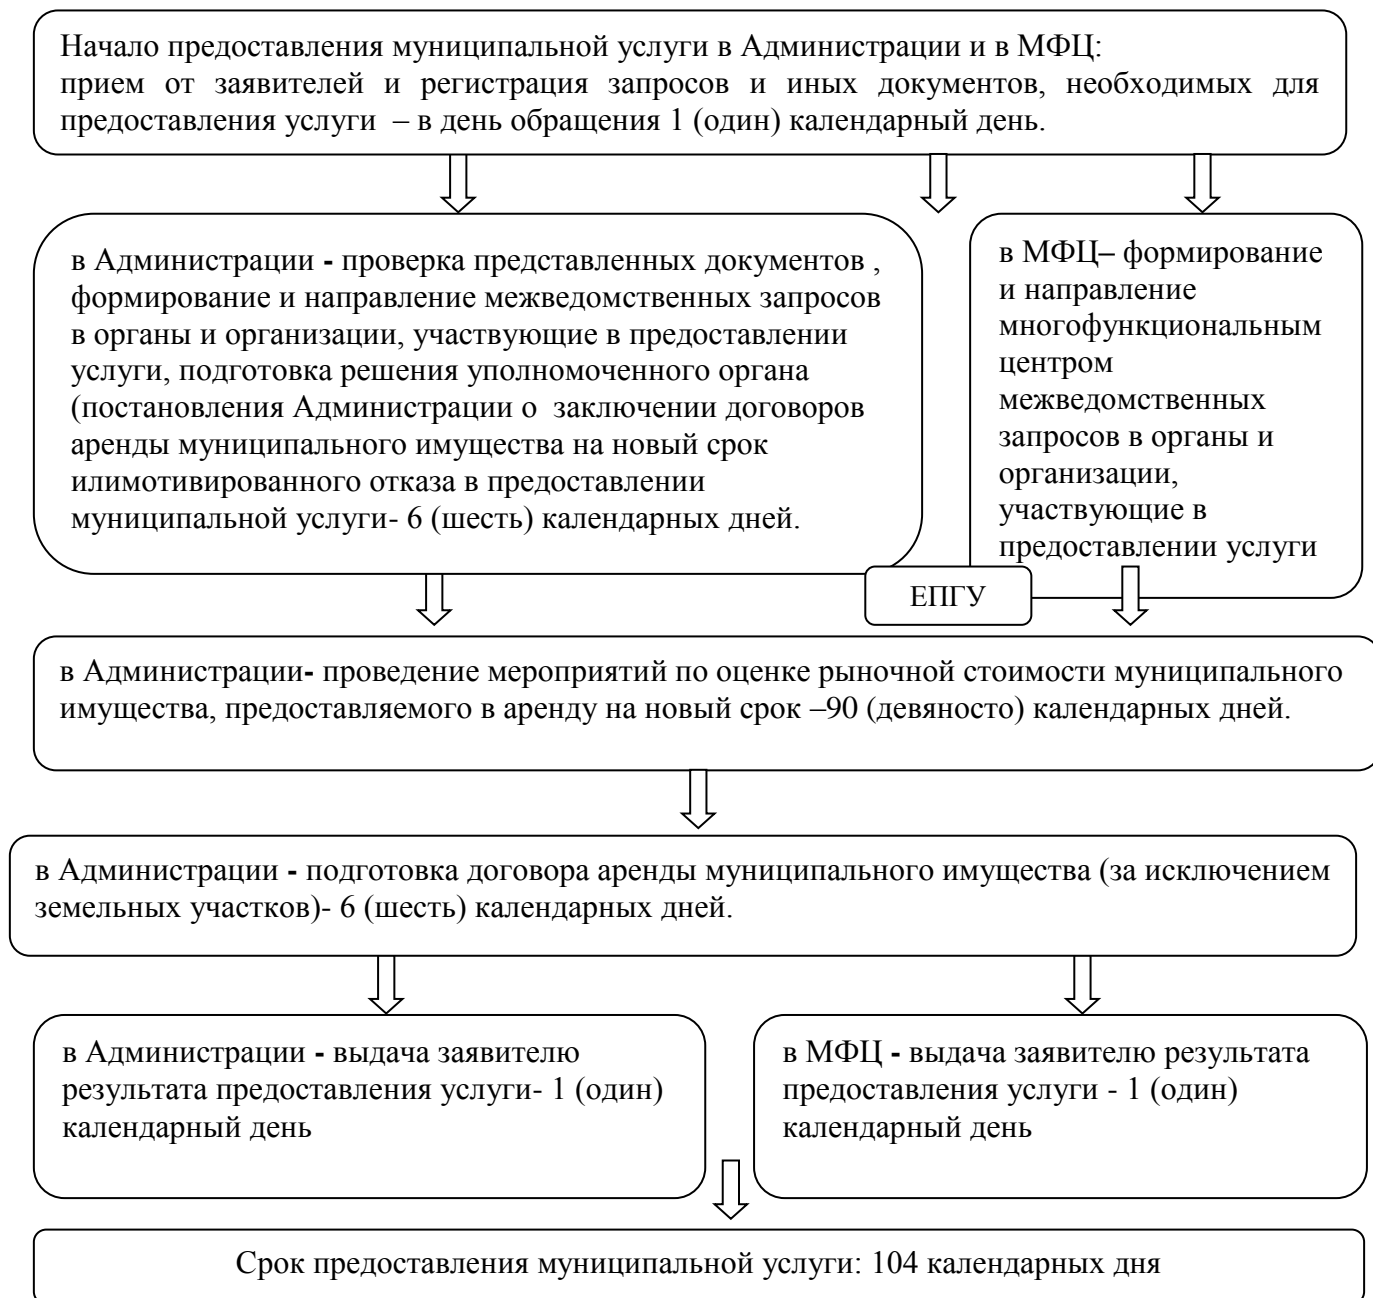 Начало предоставления муниципальной услуги в Администрации и в МФЦ:
прием от заявителей и регистрация запросов и иных документов, необходимых для
предоставления услуги – в день обращения 1 (один) календарный день.
в Администрации - проверка представленных документов ,
формирование и направление межведомственных запросов
в органы и организации, участвующие в предоставлении
услуги, подготовка решения уполномоченного органа
(постановления Администрации о заключении договоров
аренды муниципального имущества на новый срок
илимотивированного отказа в предоставлении
муниципальной услуги- 6 (шесть) календарных дней.
в МФЦ– формирование
и направление
многофункциональным
центром
межведомственных
запросов в органы и
организации,
участвующие в
предоставлении услуги
ЕПГУ
в Администрации- проведение мероприятий по оценке рыночной стоимости муниципального
имущества, предоставляемого в аренду на новый срок –90 (девяносто) календарных дней.
в Администрации - подготовка договора аренды муниципального имущества (за исключением
земельных участков)- 6 (шесть) календарных дней.
в Администрации - выдача заявителю
результата предоставления услуги- 1 (один)
календарный день
в МФЦ - выдача заявителю результата
предоставления услуги - 1 (один)
календарный день
Срок предоставления муниципальной услуги: 104 календарных дня